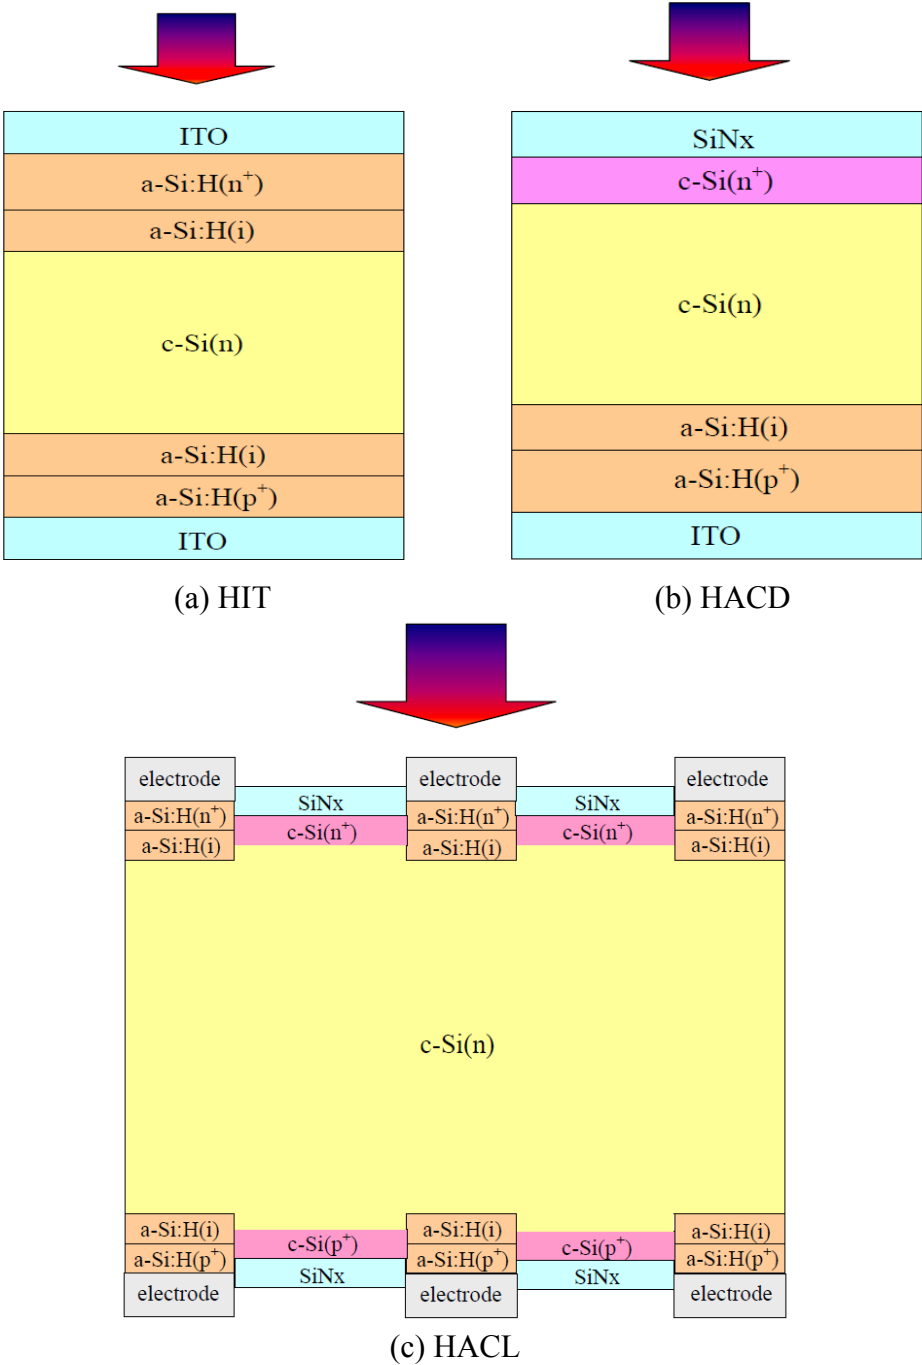 ITO
a-Si:H(n⁺)
a-Si:H(i)
c-Si(n)
a-Si:H(i)
a-Si:H(p⁺)
ITO
(a) HIT
SiNx
c-Si(n⁺)
c-Si(n)
a-Si:H(i)
a-Si:H(p⁺)
ITO
(b) HACD
electrode electrode electrode
SiNx SiNx
a-Si:H(n⁺) a-Si:H(n⁺) a-Si:H(n⁺)
c-Si(n⁺) c-Si(n⁺)
a-Si:H(i) a-Si:H(i) a-Si:H(i)
c-Si(n)
a-Si:H(i) a-Si:H(i) a-Si:H(i)
c-Si(p⁺) c-Si(p⁺)
a-Si:H(p⁺) a-Si:H(p⁺) a-Si:H(p⁺)
SiNx SiNx
electrode electrode electrode
(c) HACL